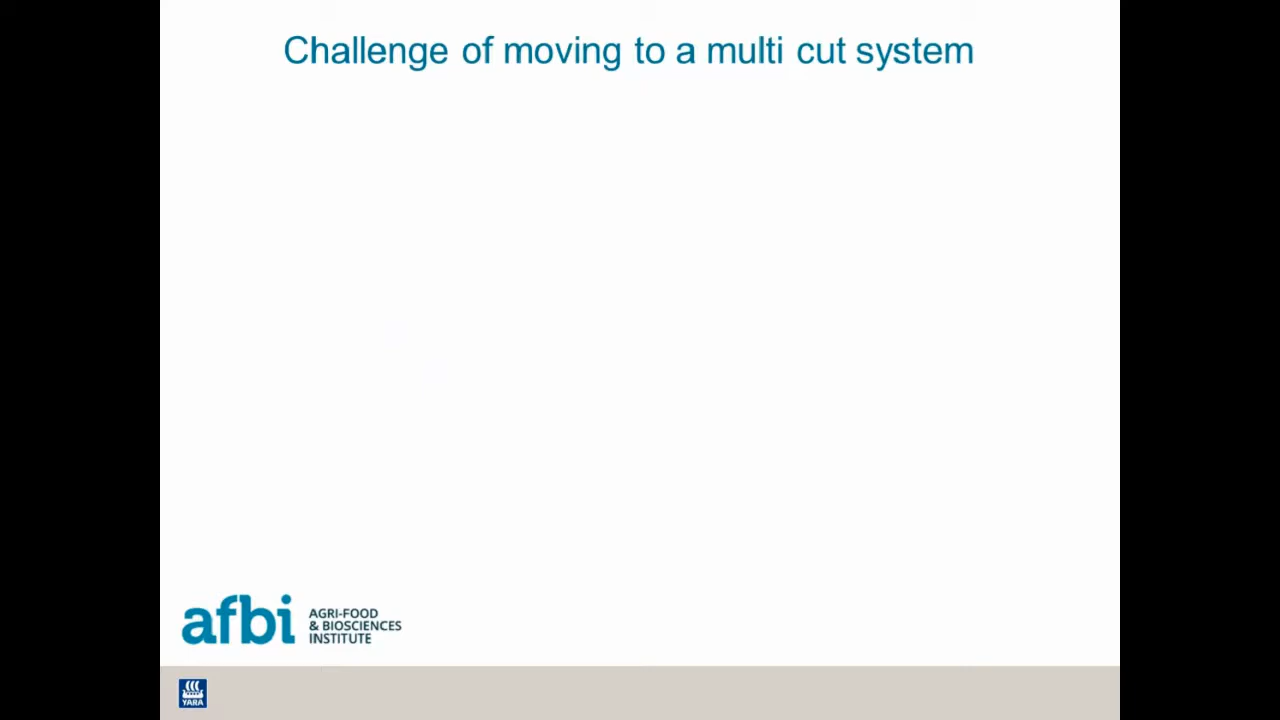 Challenge of moving to a multi cut system
afbi
AGRI-FOOD
& BIOSCIENCES
INSTITUTE
YARA